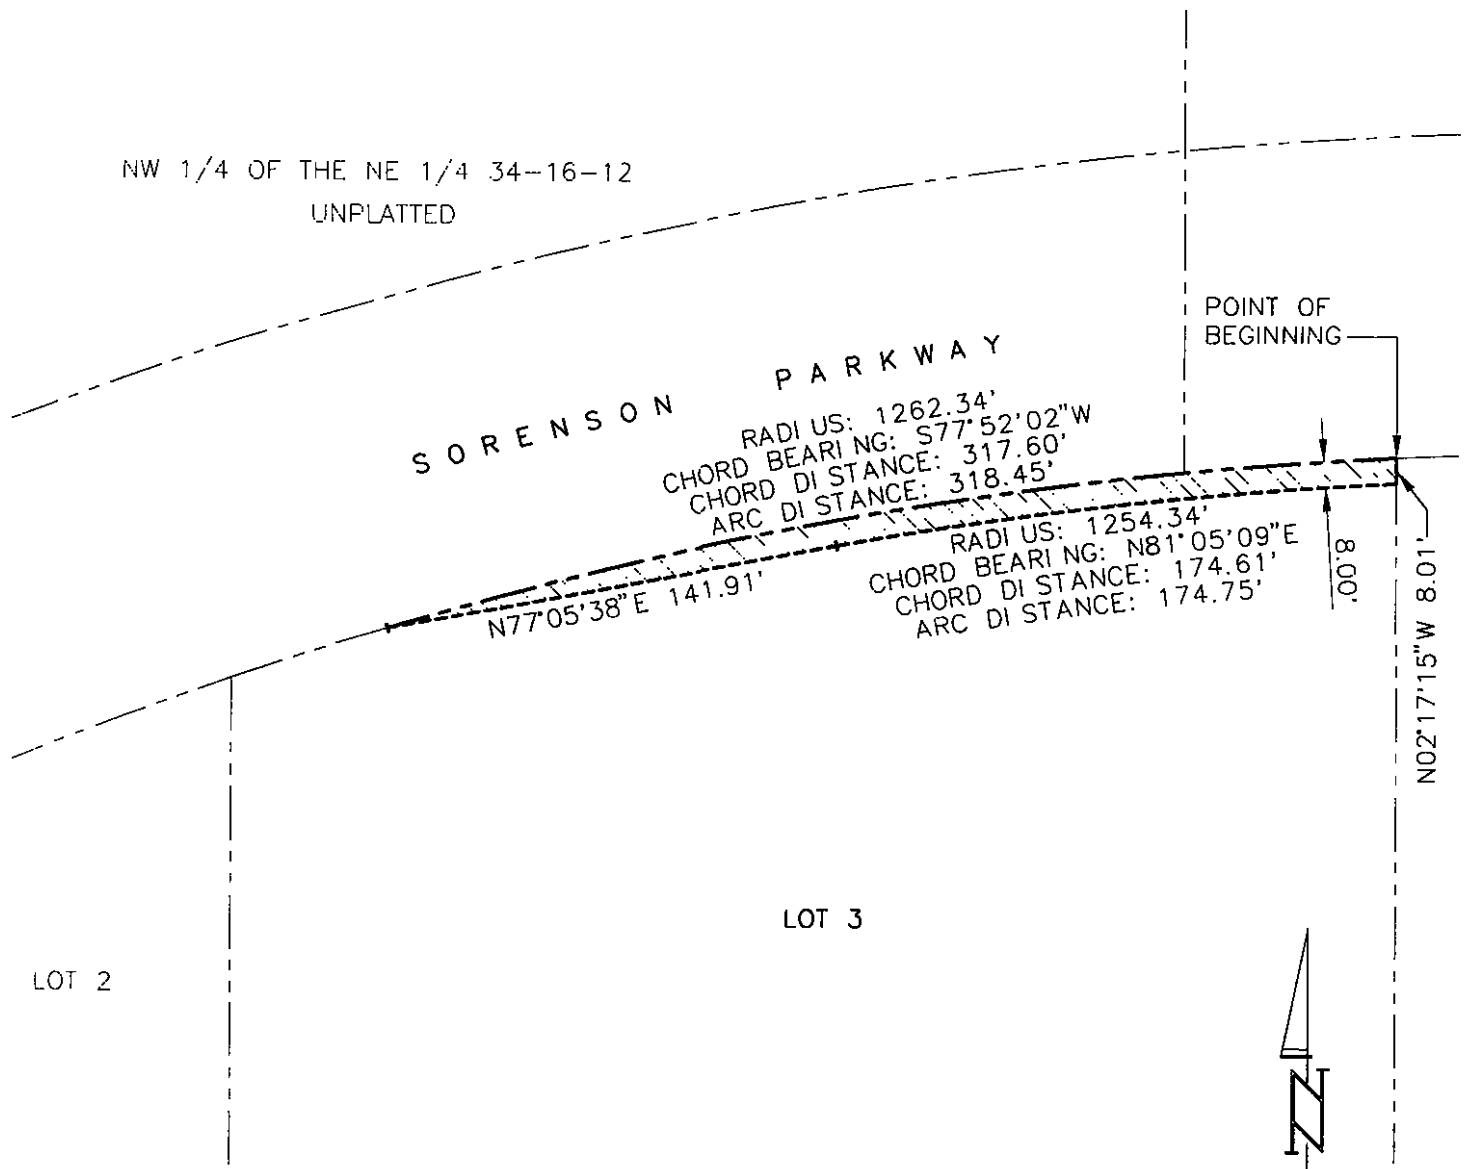 NW 1/4 OF THE NE 1/4 34-16-12
UNPLATTED
POINT OF
BEGINNING
SORENSON PARKWAY
RADIUS: 1262.34'
CHORD BEARING: S77°52'02"W
CHORD DISTANCE: 317.60'
ARC DISTANCE: 318.45'
RADIUS: 1254.34'
CHORD BEARING: N81°05'09"E
CHORD DISTANCE: 174.61'
ARC DISTANCE: 174.75'
N77°05'38"E 141.91'
8.00'
N02°17'15"W 8.01'
LOT 3
LOT 2
N